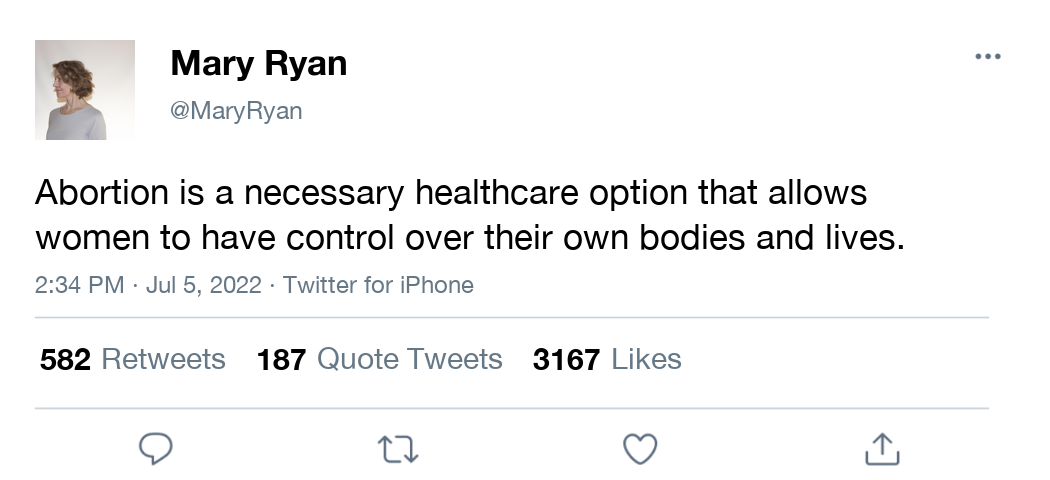 Mary Ryan
@MaryRyan
Abortion is a necessary healthcare option that allows
women to have control over their own bodies and lives.
2:34 PM · Jul 5, 2022 · Twitter for iPhone
582 Retweets 187 Quote Tweets 3167 Likes